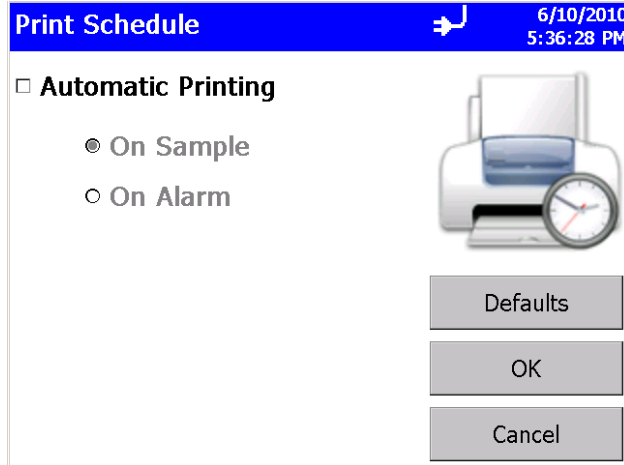 Print Schedule
6/10/2010
5:36:28 PM
Automatic Printing
On Sample
On Alarm
Defaults
OK
Cancel